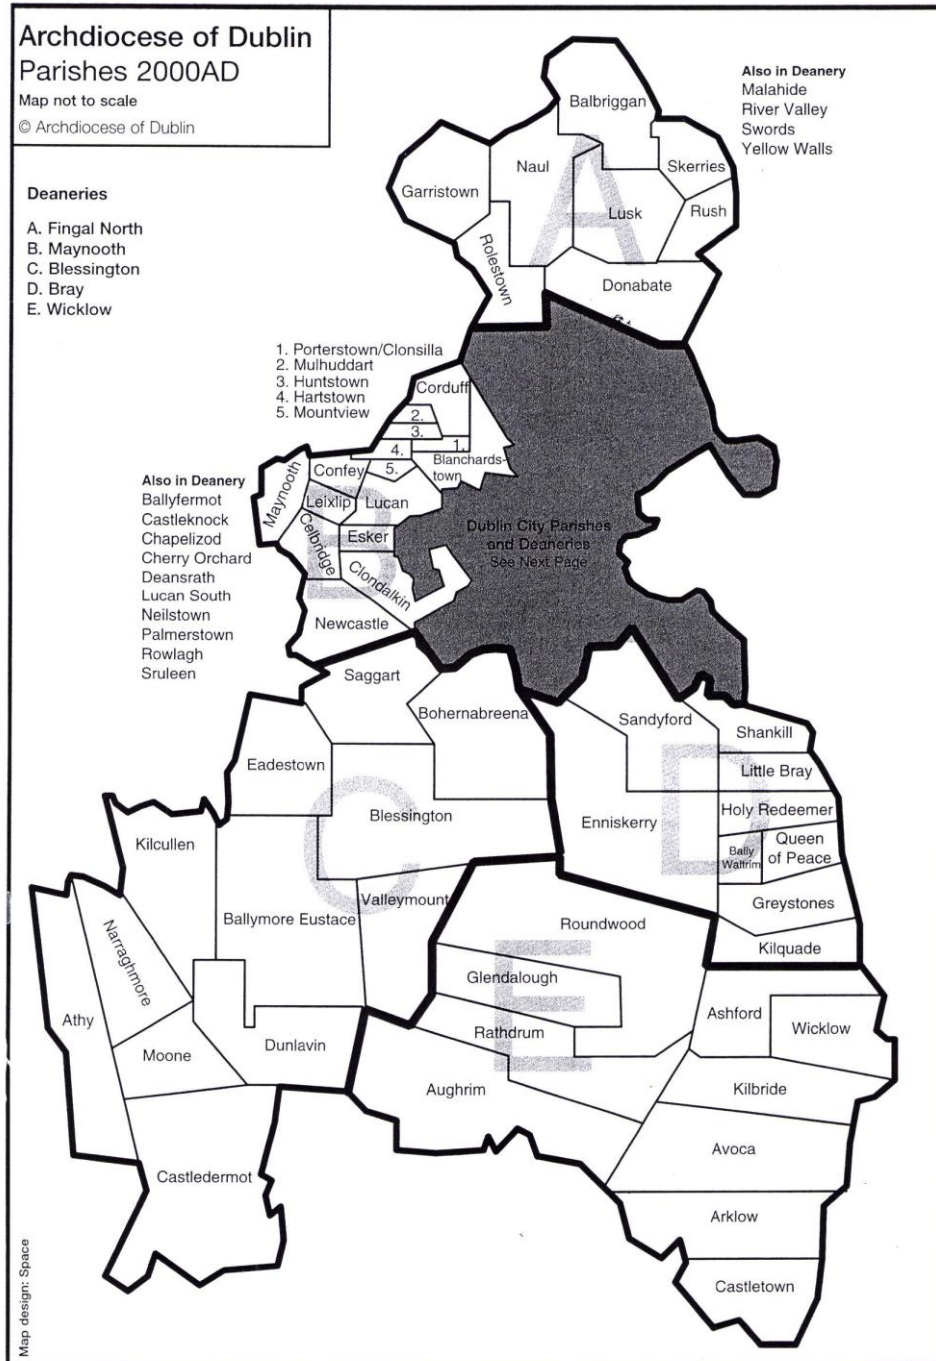 Archdiocese of Dublin
Parishes 2000AD
Map not to scale
© Archdiocese of Dublin
Deaneries
A. Fingal North
B. Maynooth
C. Blessington
D. Bray
E. Wicklow
Also in Deanery
Malahide
River Valley
Swords
Yellow Walls
A
Balbriggan
Naul
Skerries
Garristown
Lusk
Rush
Rolestown
Donabate
1. Porterstown/Clonsilla
2. Mulhuddart
3. Huntstown
4. Hartstown
5. Mountview
Corduff
2.
3.
1.
4.
5.
Blanchards-
town
Confey
Maynooth
Leixlip
Lucan
B
Celbridge
Esker
Clondalkin
Newcastle
Also in Deanery
Ballyfermot
Castleknock
Chapelizod
Cherry Orchard
Deansrath
Lucan South
Neilstown
Palmerstown
Rowlagh
Sruleen
Dublin City Parishes
and Deaneries
See Next Page
Saggart
Bohernabreena
Eadestown
C
Blessington
Kilcullen
Ballymore Eustace
Valleymount
Narraghmore
Athy
Moone
Dunlavin
Castledermot
Sandyford
Shankill
D
Little Bray
Enniskerry
Holy Redeemer
Bally
Waltrim
Queen
of Peace
Greystones
Kilquade
Roundwood
E
Glendalough
Rathdrum
Ashford
Wicklow
Aughrim
Kilbride
Avoca
Arklow
Castletown
Map design: Space